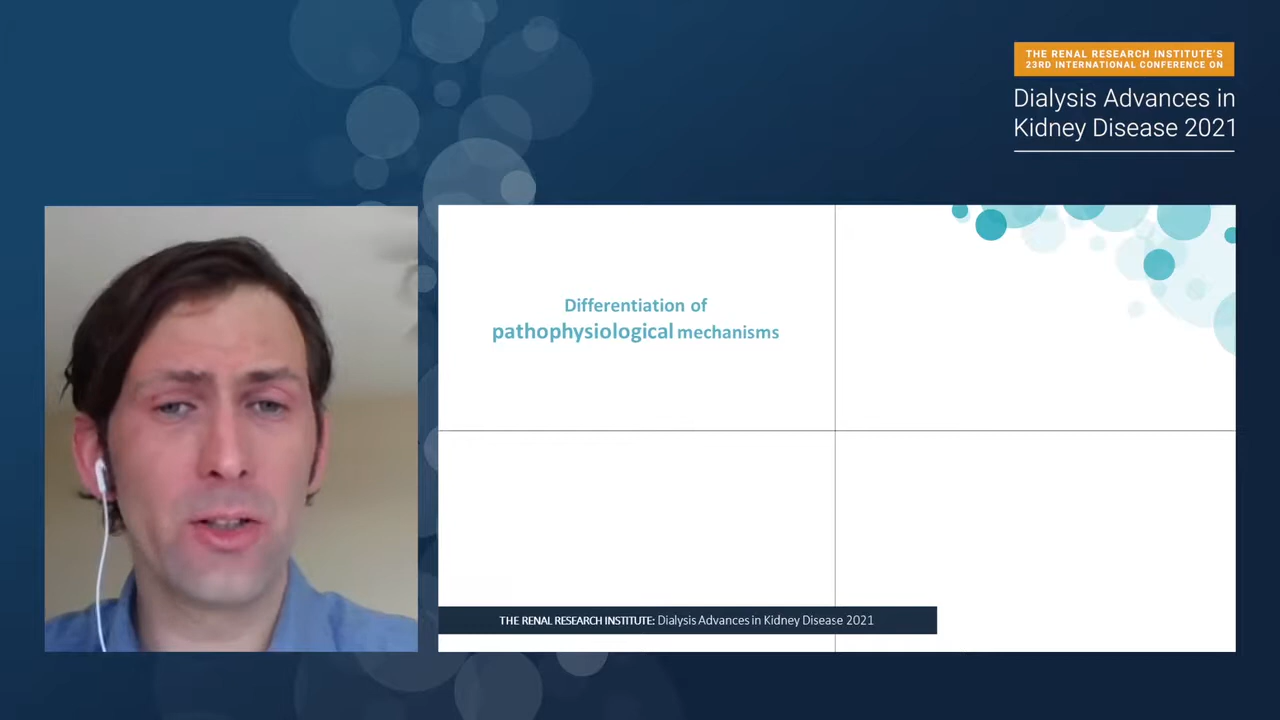 THE RENAL RESEARCH INSTITUTE'S
23RD INTERNATIONAL CONFERENCE ON
Dialysis Advances in
Kidney Disease 2021
Differentiation of
pathophysiological mechanisms
THE RENAL RESEARCH INSTITUTE: Dialysis Advances in Kidney Disease 2021